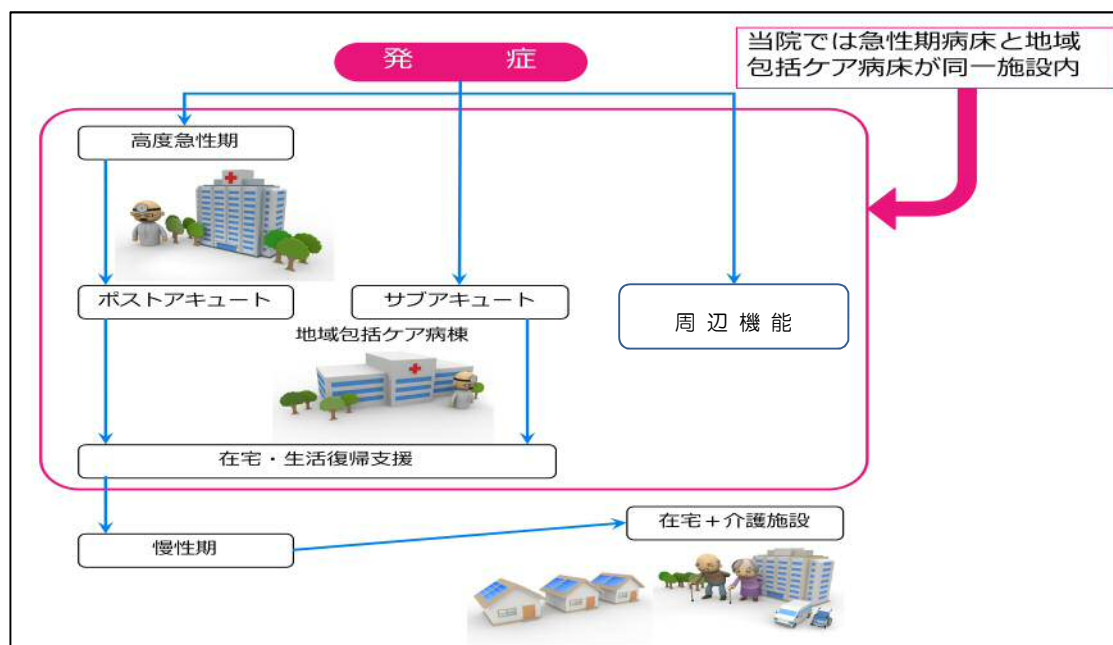 発　　症
当院では急性期病床と地域
包括ケア病床が同一施設内
高度急性期
ポストアキュート
サブアキュート
周 辺 機 能
地域包括ケア病棟
在宅・生活復帰支援
在宅＋介護施設
慢性期